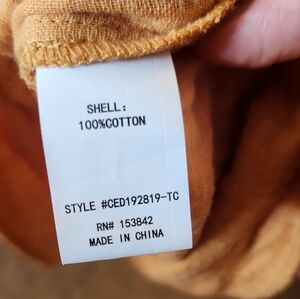 SHELL:
100%COTTON
STYLE #CED192819-TC
RN# 153842
MADE IN CHINA